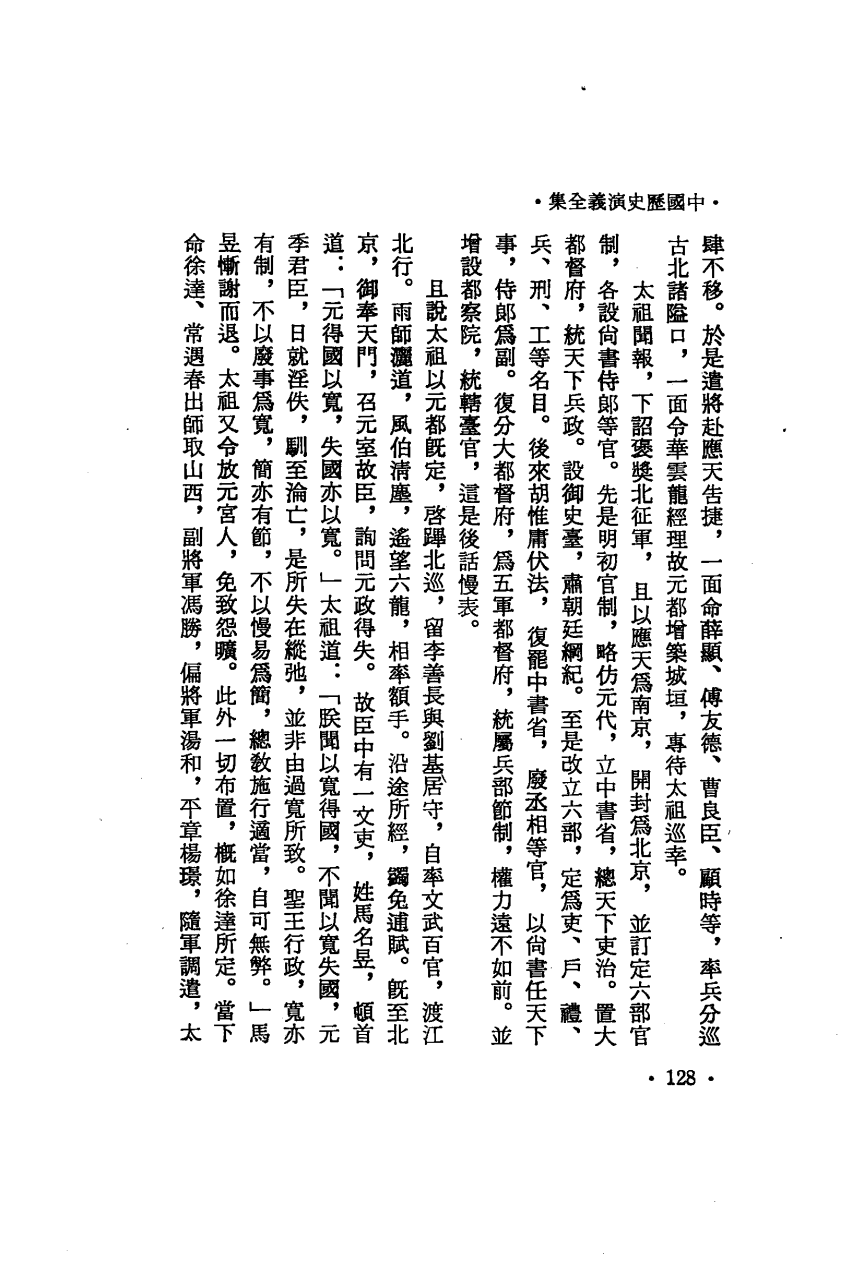 •中國歷史演義全集•
肆不移。於是遣將赴應天告捷，一面命薛顯、傅友德、曹良臣、顧時等，率兵分巡
古北諸隘口，一面令華雲龍經理故元都增築城垣，專待太祖巡幸。
太祖聞報，下詔褒獎北征軍，且以應天爲南京，開封爲北京，並訂定六部官
制，各設尙書侍郞等官。先是明初官制，略仿元代，立中書省，總天下吏治。置大
都督府，統天下兵政。設御史臺，肅朝廷綱紀。至是改立六部，定爲吏、戶、禮、
兵、刑、工等名目。後來胡惟庸伏法，復罷中書省，廢丞相等官，以尙書任天下
事，侍郞爲副。復分大都督府，爲五軍都督府，統屬兵部節制，權力遠不如前。並
增設都察院，統轄臺官，這是後話慢表。
且說太祖以元都旣定，啓蹕北巡，留李善長與劉基居守，自率文武百官，渡江
北行。雨師灑道，風伯淸塵，遙望六龍，相率額手。沿途所經，蠲免逋賦。旣至北
京，御奉天門，召元室故臣，詢問元政得失。故臣中有一文吏，姓馬名昱，頓首
道：「元得國以寬，失國亦以寬。」太祖道：「朕聞以寬得國，不聞以寬失國，元
季君臣，日就淫佚，馴至淪亡，是所失在縱弛，並非由過寬所致。聖王行政，寬亦
有制，不以廢事爲寬，簡亦有節，不以慢易爲簡，總敎施行適當，自可無弊。」馬
昱慚謝而退。太祖又令放元宮人，免致怨曠。此外一切布置，槪如徐達所定。當下
命徐達、常遇春出師取山西，副將軍馮勝，偏將軍湯和，平章楊璟，隨軍調遣，太
•128•